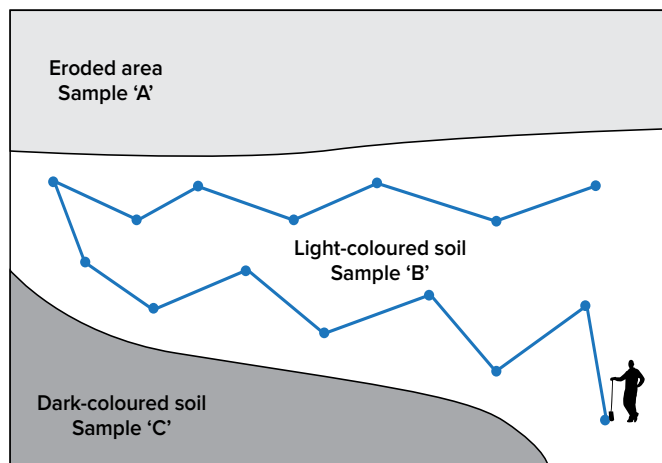 Eroded area
Sample ‘A’
Light-coloured soil
Sample ‘B’
Dark-coloured soil
Sample ‘C’